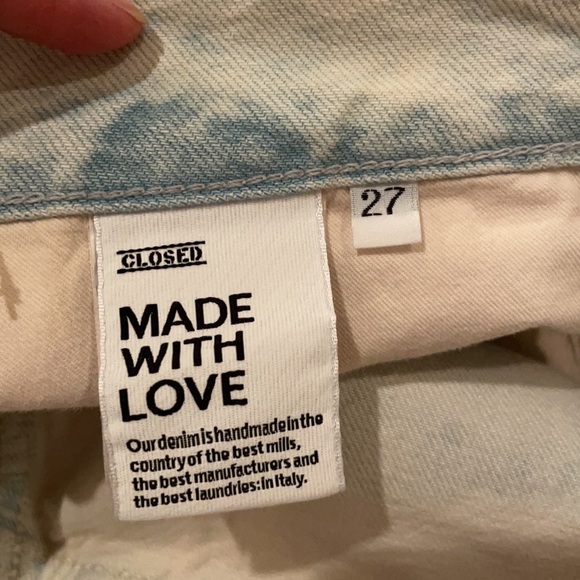 27
CLOSED
MADE
WITH
LOVE
Our denim is handmade in the
country of the best mills,
the best manufacturers and
the best laundries: in Italy.